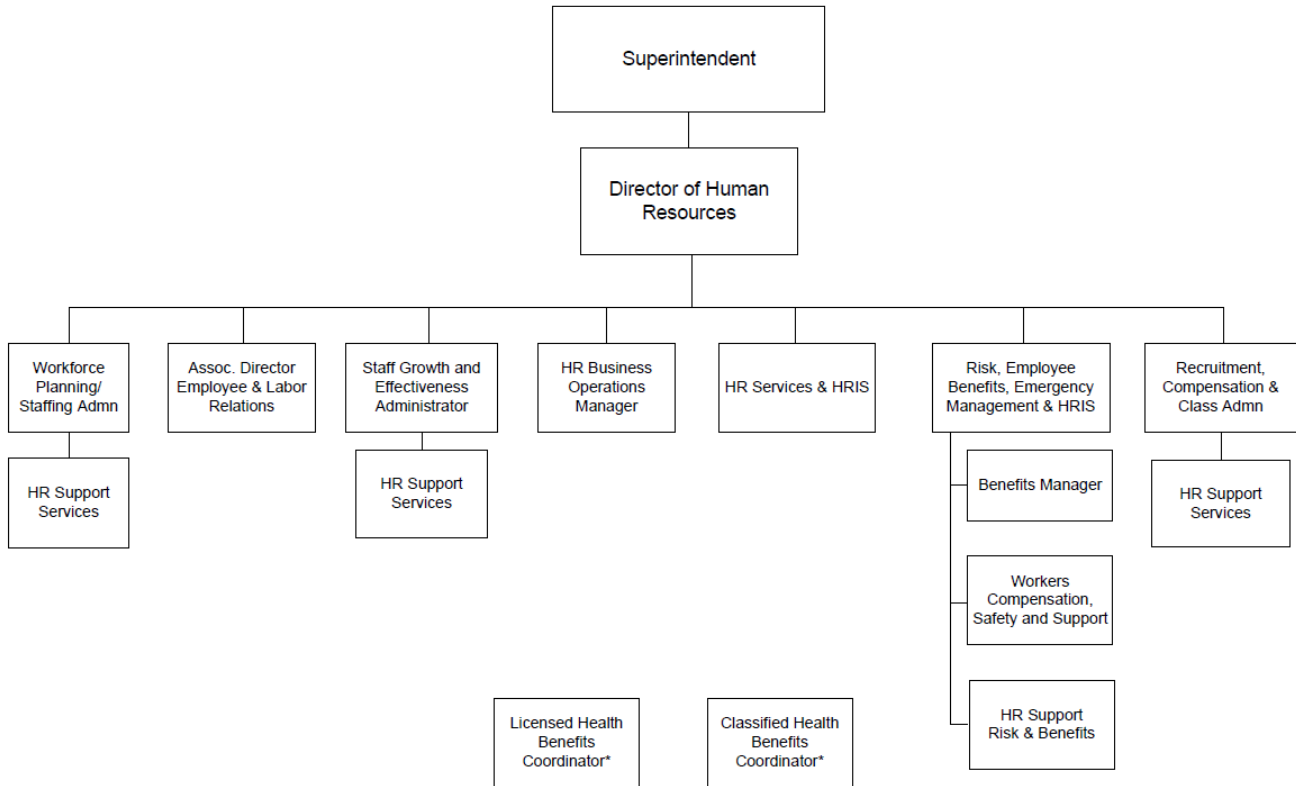 Superintendent
Director of Human
Resources
Workforce
Planning/
Staffing Admn
Assoc. Director
Employee & Labor
Relations
Staff Growth and
Effectiveness
Administrator
HR Business
Operations
Manager
HR Services & HRIS
Risk, Employee
Benefits, Emergency
Management & HRIS
Recruitment,
Compensation &
Class Admn
HR Support
Services
HR Support
Services
Benefits Manager
HR Support
Services
Workers
Compensation,
Safety and Support
Licensed Health
Benefits
Coordinator*
Classified Health
Benefits
Coordinator*
HR Support
Risk & Benefits